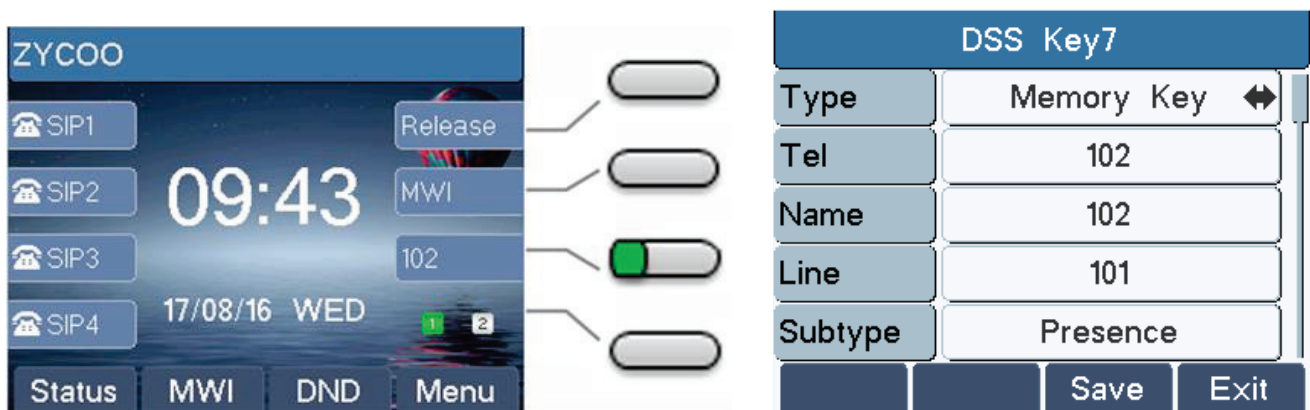 ZYCOO
SIP1
Release
SIP2
09:43
MWI
SIP3
102
17/08/16 WED
SIP4
1 2
Status MWI DND Menu
DSS Key7
Type Memory Key
Tel 102
Name 102
Line 101
Subtype Presence
Save Exit